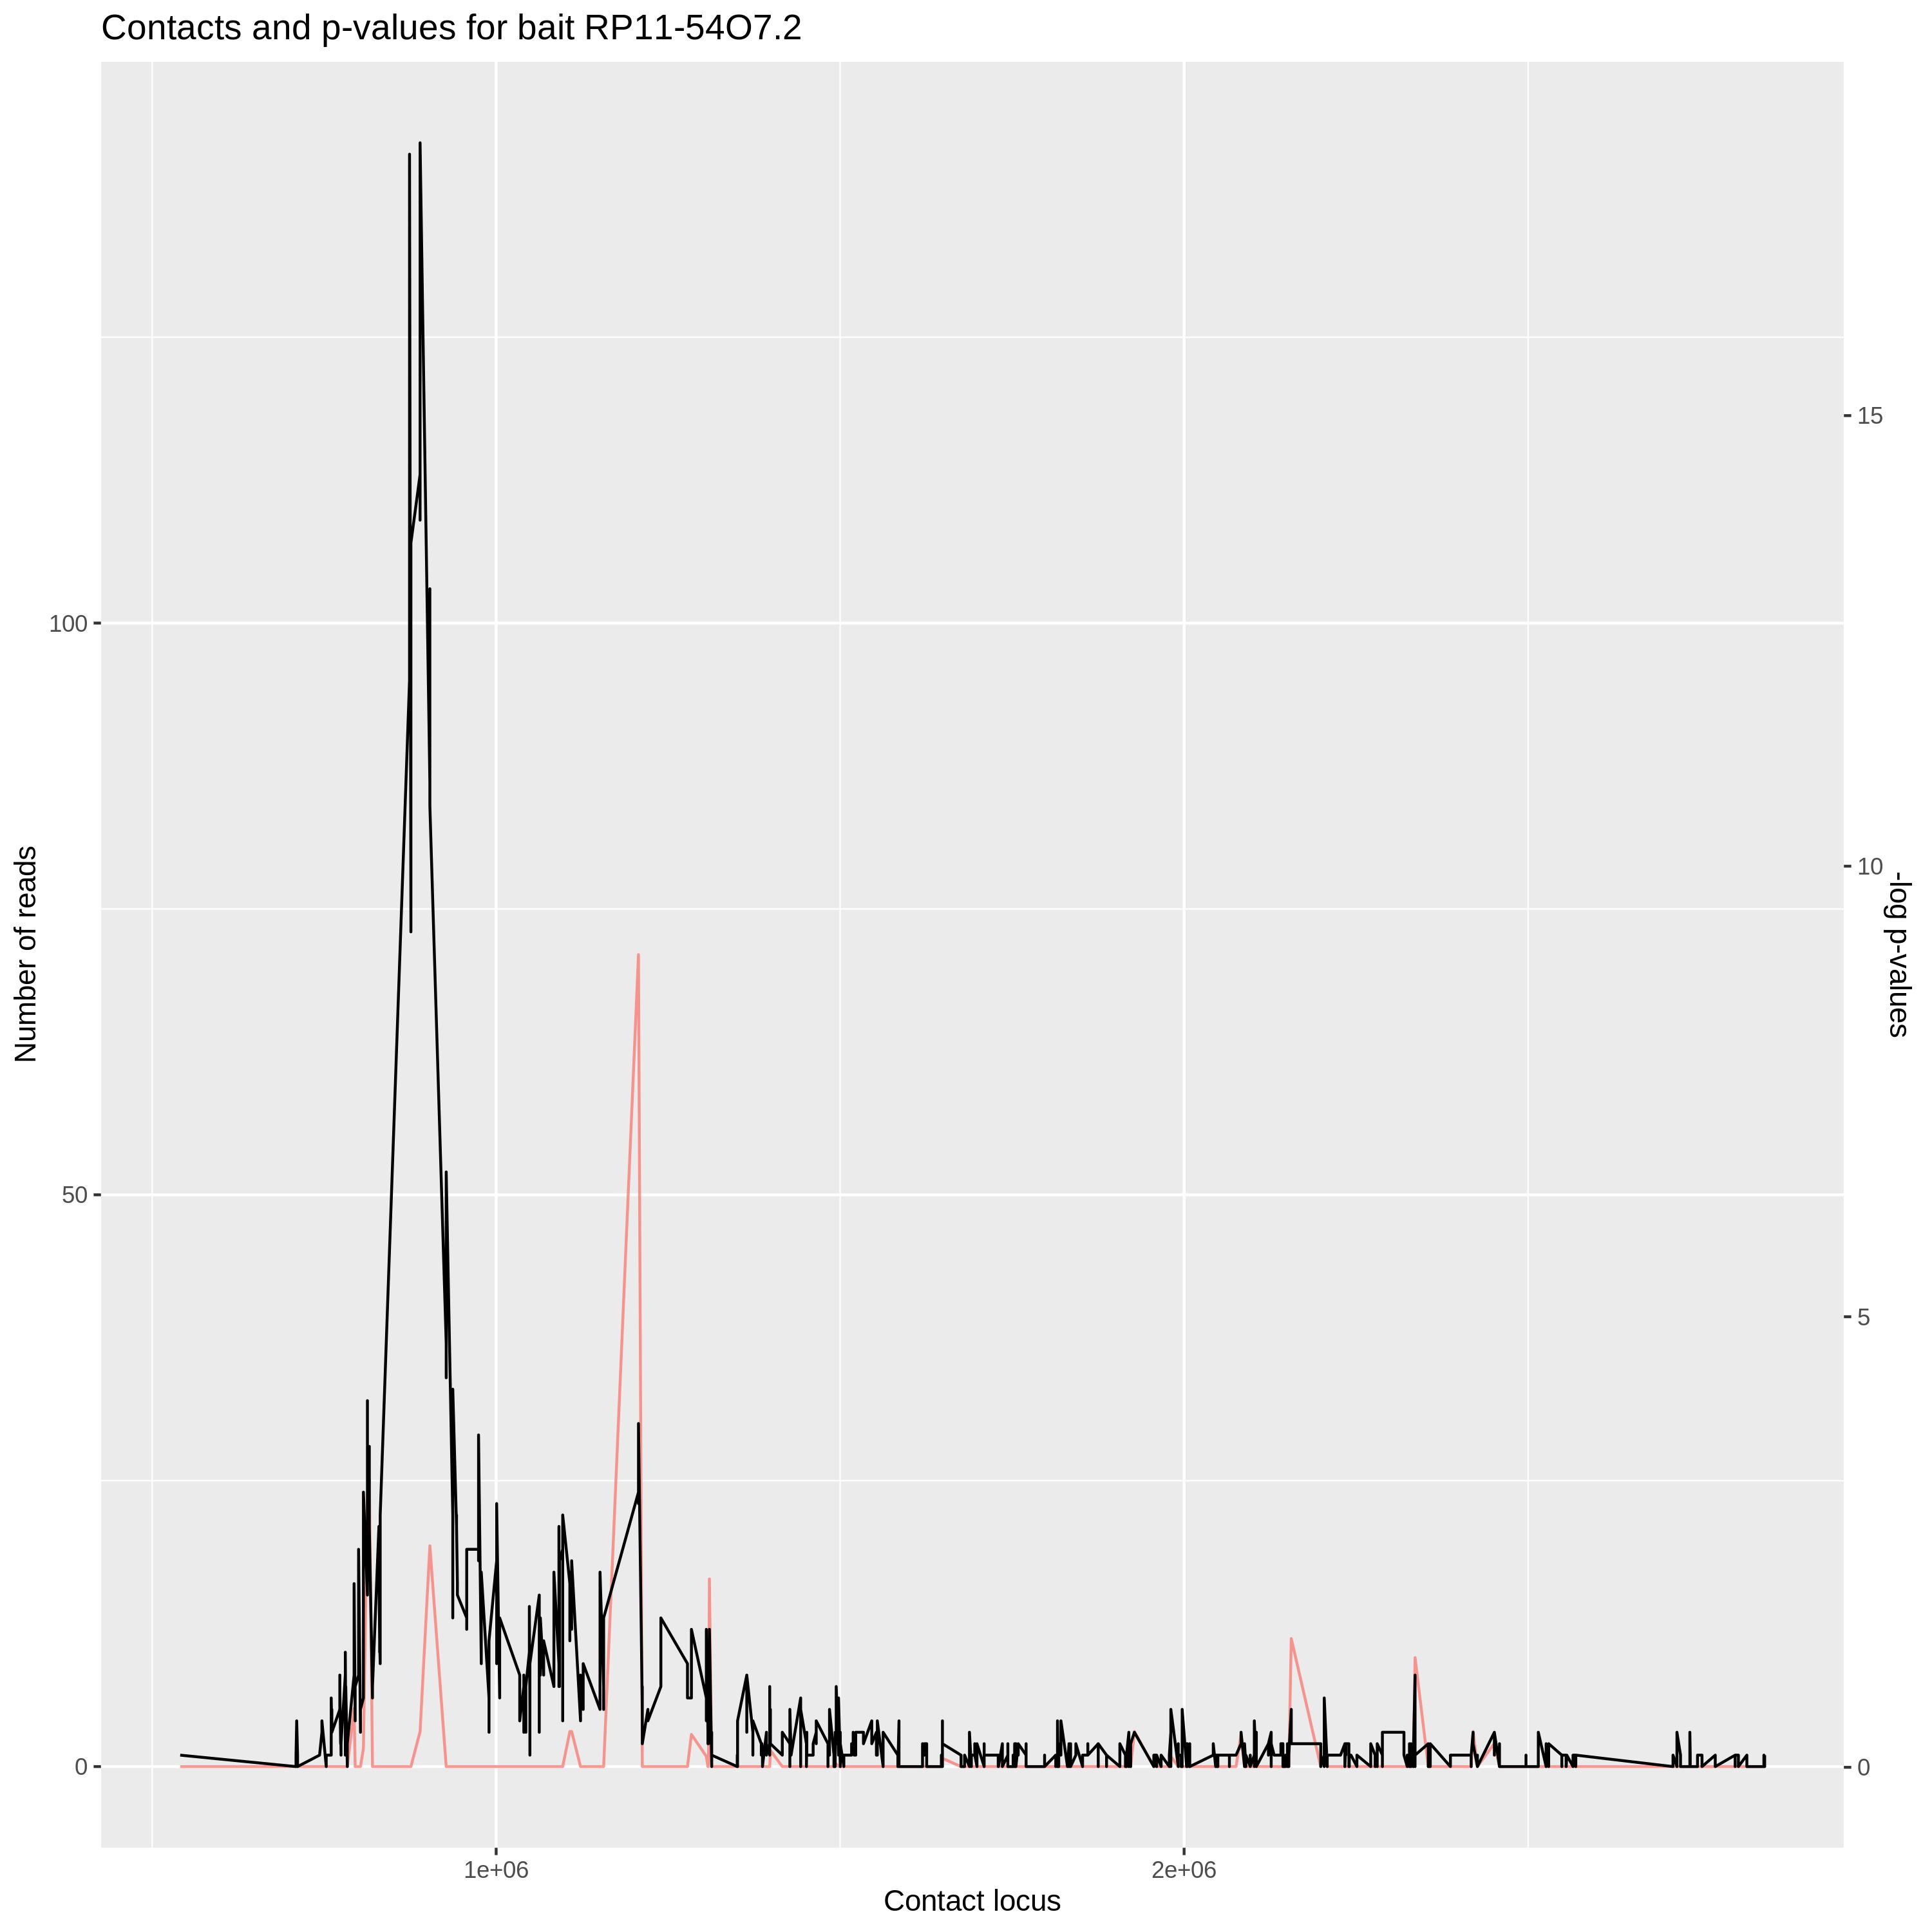 Contacts and p-values for bait RP11-54O7.2
Number of reads
100
50
0
15
10
5
0
-log p-values
1e+06
2e+06
Contact locus